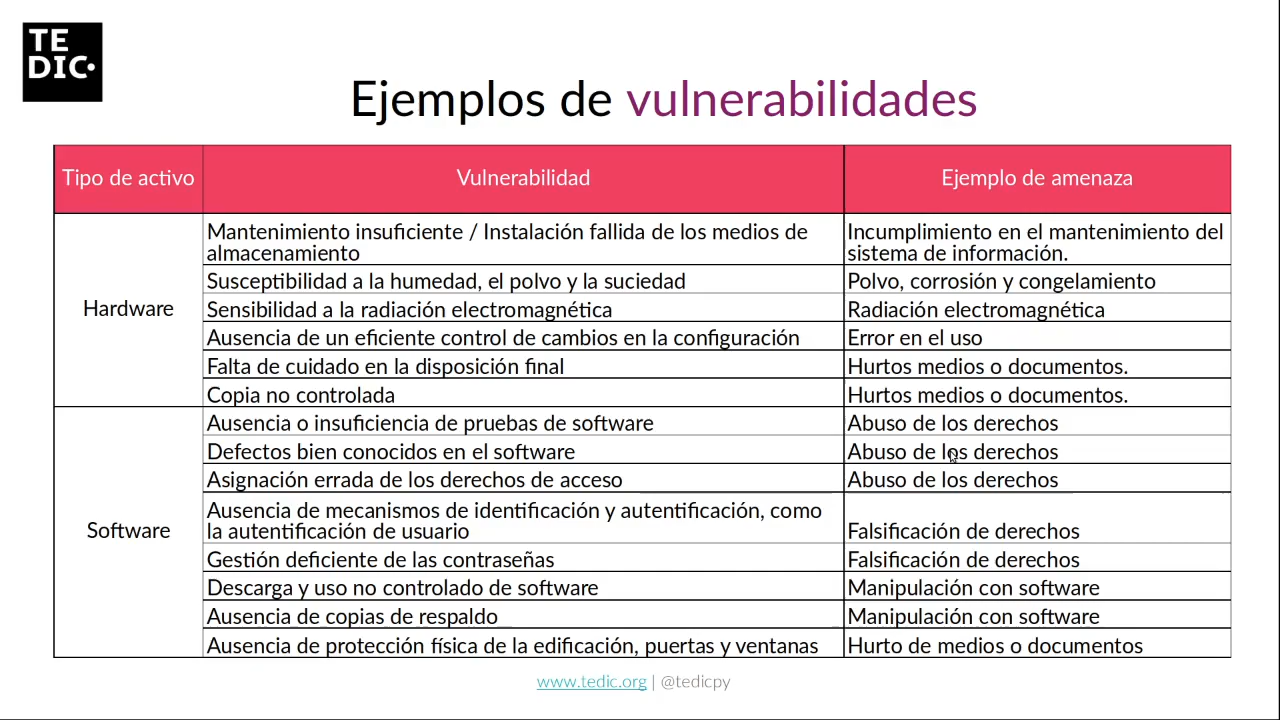 TE
DIC
Ejemplos de vulnerabilidades
Tipo de activo Vulnerabilidad Ejemplo de amenaza
Hardware
Mantenimiento insuficiente / Instalación fallida de los medios de
almacenamiento
Incumplimiento en el mantenimiento del
sistema de información.
Susceptibilidad a la humedad, el polvo y la suciedad Polvo, corrosión y congelamiento
Sensibilidad a la radiación electromagnética Radiación electromagnética
Ausencia de un eficiente control de cambios en la configuración Error en el uso
Falta de cuidado en la disposición final Hurtos medios o documentos.
Copia no controlada Hurtos medios o documentos.
Software
Ausencia o insuficiencia de pruebas de software Abuso de los derechos
Defectos bien conocidos en el software Abuso de los derechos
Asignación errada de los derechos de acceso Abuso de los derechos
Ausencia de mecanismos de identificación y autentificación, como
la autentificación de usuario Falsificación de derechos
Gestión deficiente de las contraseñas Falsificación de derechos
Descarga y uso no controlado de software Manipulación con software
Ausencia de copias de respaldo Manipulación con software
Ausencia de protección física de la edificación, puertas y ventanas Hurto de medios o documentos
www.tedic.org | @tedicpy